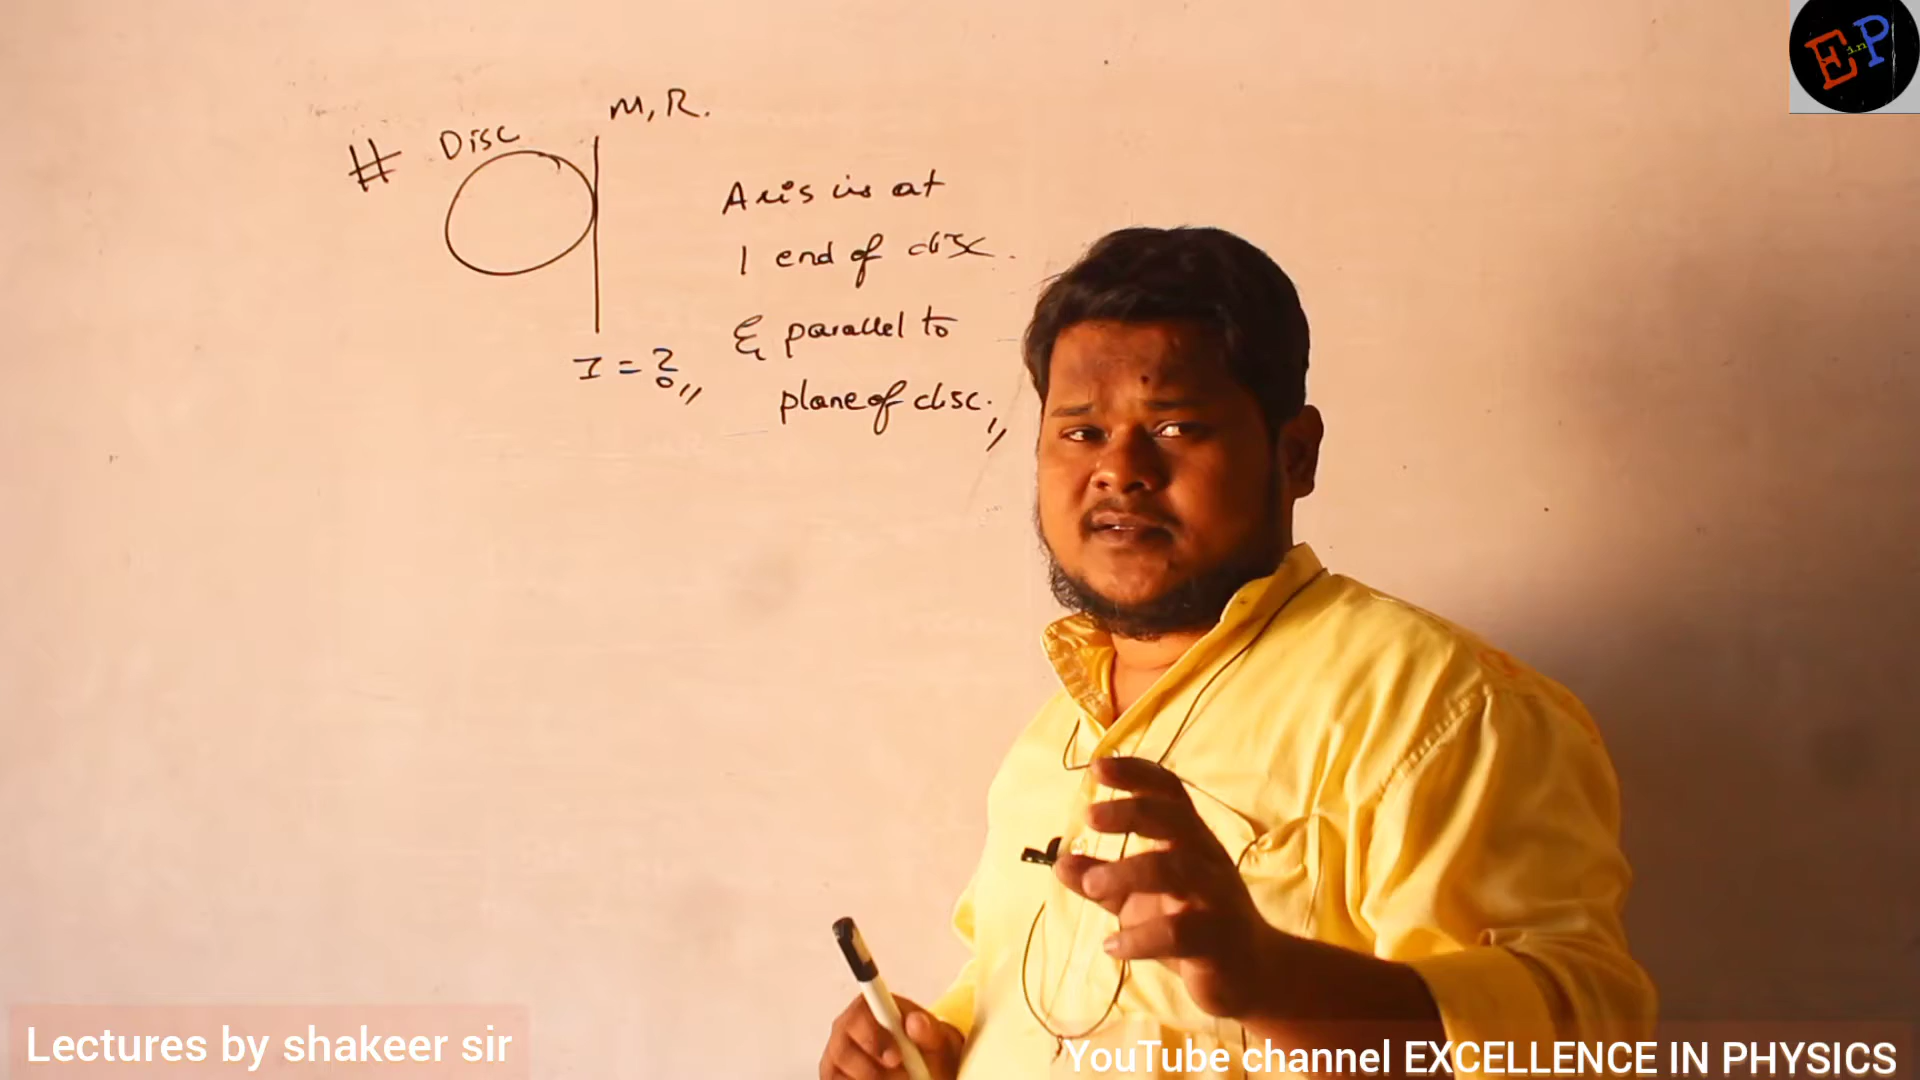 M, R.
# Disc
Axis is at
1 end of disc.
& parallel to
plane of disc.,,
I = ?,,
E in P
Lectures by shakeer sir
YouTube channel EXCELLENCE IN PHYSICS